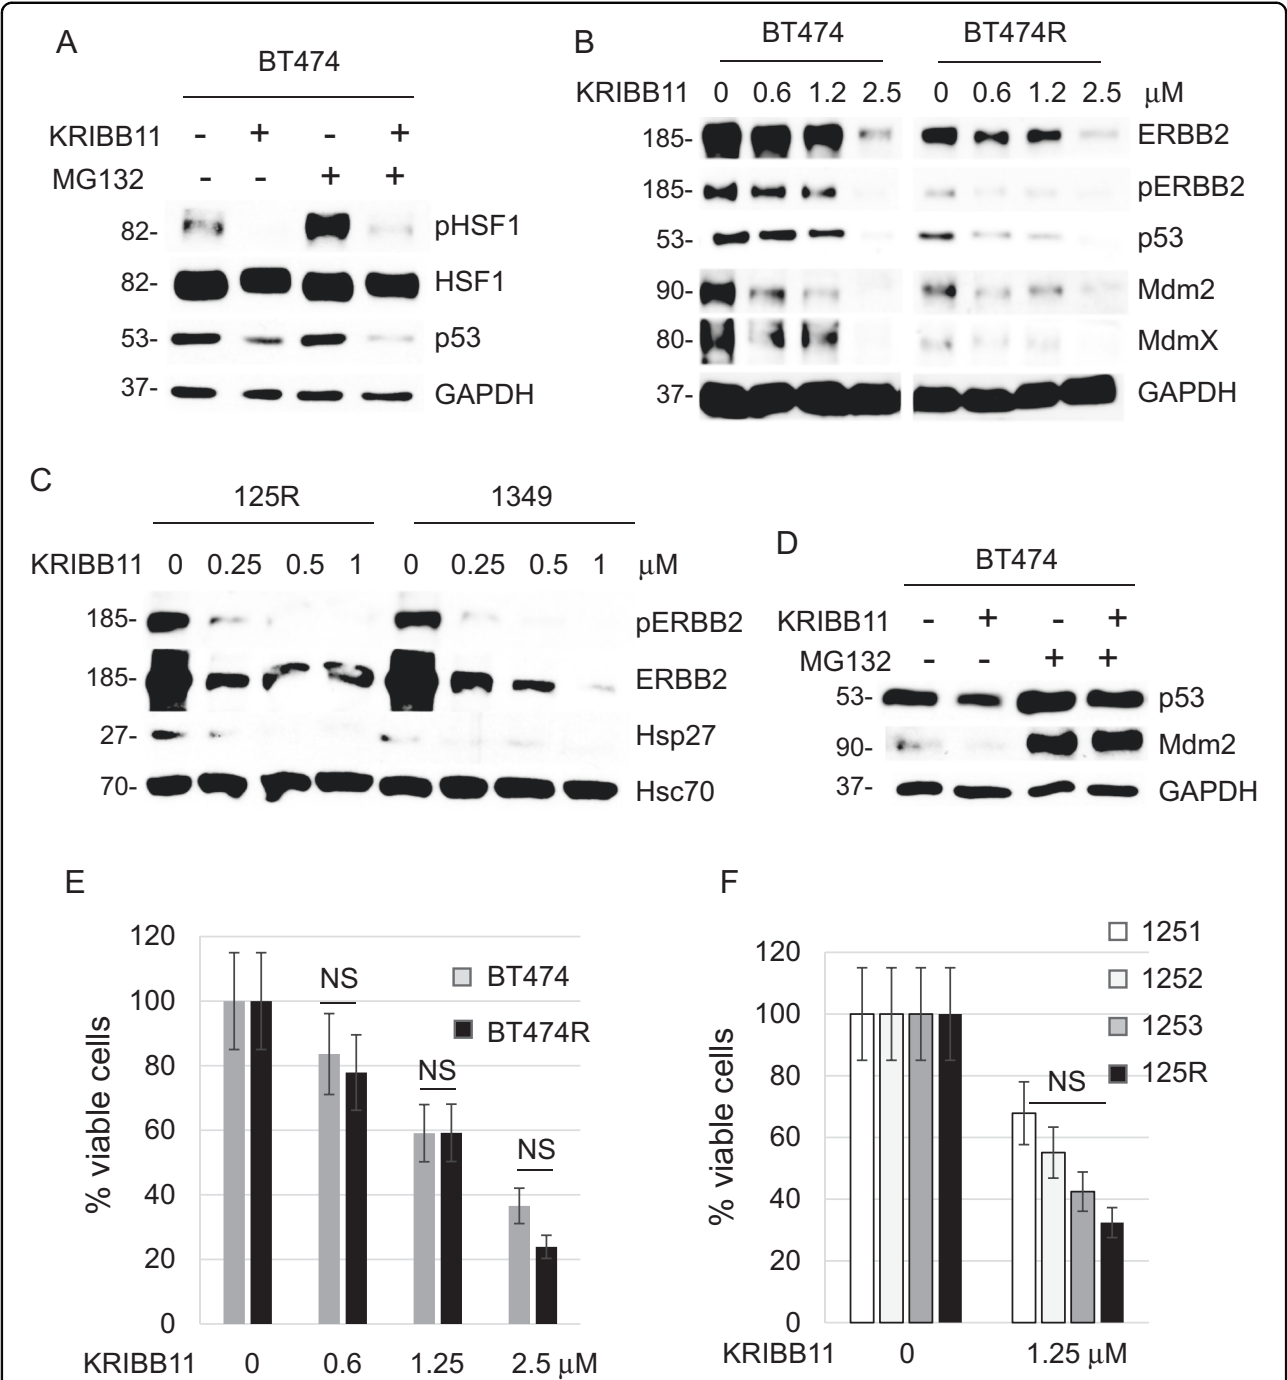 A
BT474
KRIBB11 - + - +
MG132 - - + +
82- pHSF1
82- HSF1
53- p53
37- GAPDH
B
BT474 BT474R
KRIBB11 0 0.6 1.2 2.5 0 0.6 1.2 2.5 μM
185- ERBB2
185- pERBB2
53- p53
90- Mdm2
80- MdmX
37- GAPDH
C
125R 1349
KRIBB11 0 0.25 0.5 1 0 0.25 0.5 1 μM
185- pERBB2
185- ERBB2
27- Hsp27
70- Hsc70
D
BT474
KRIBB11 - + - +
MG132 - - + +
53- p53
90- Mdm2
37- GAPDH
E
% viable cells
120
100
80
60
40
20
0
NS
NS
NS
BT474
BT474R
KRIBB11 0 0.6 1.25 2.5 μM
F
% viable cells
120
100
80
60
40
20
0
NS
1251
1252
1253
125R
KRIBB11 0 1.25 μM